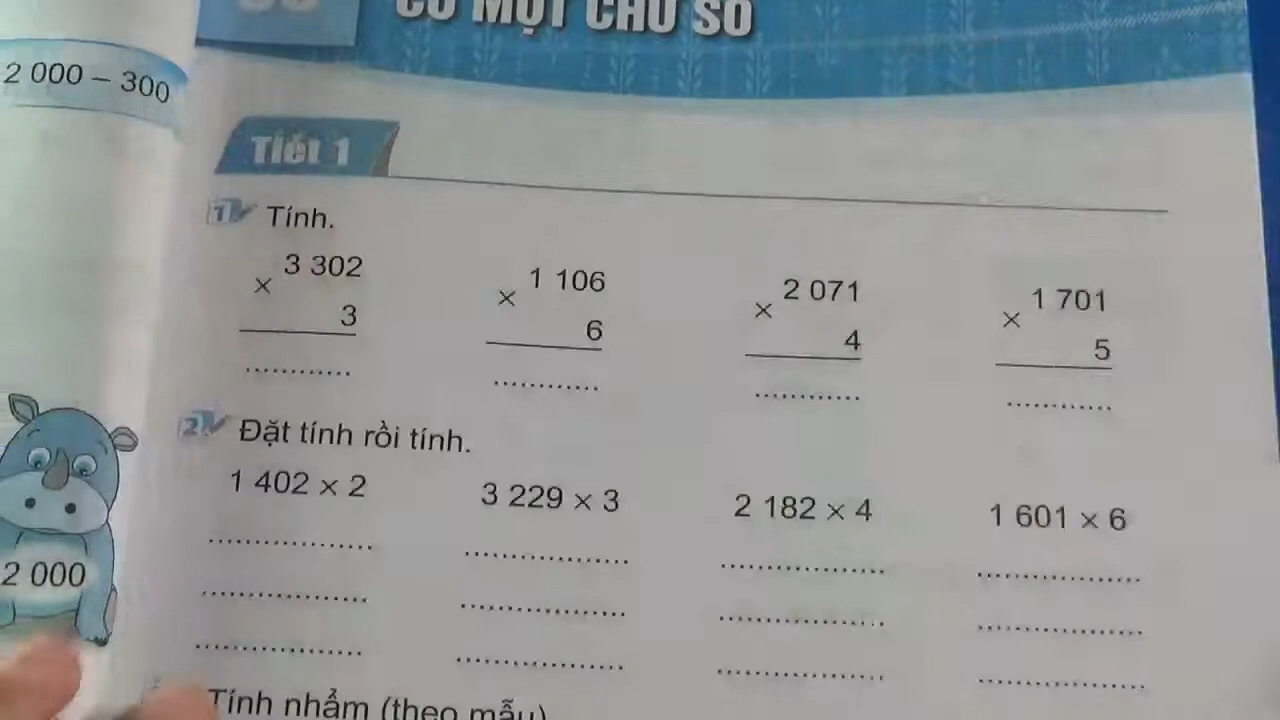 CÓ MỘT CHỮ SỐ
2 000 – 300
Tiết 1
1 Tính.
× 3 302
3
............
× 1 106
6
............
× 2 071
4
............
× 1 701
5
............
2 Đặt tính rồi tính.
1 402 × 2
3 229 × 3
2 182 × 4
1 601 × 6
2 000
Tính nhẩm (theo mẫu)